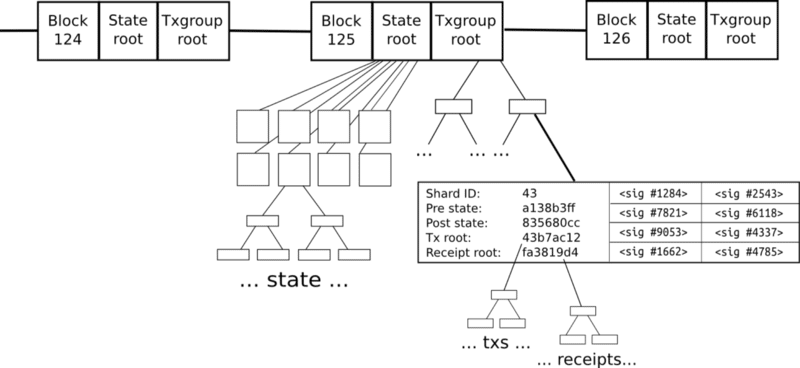 Block 124
State root
Txgroup root
Block 125
State root
Txgroup root
Block 126
State root
Txgroup root
... ... ...
Shard ID: 43 <sig #1284> <sig #2543>
Pre state: a138b3ff <sig #7821> <sig #6118>
Post state: 835680cc <sig #9053> <sig #4337>
Tx root: 43b7ac12 <sig #1662> <sig #4785>
Receipt root: fa3819d4
... state ...
... txs ...
... receipts...